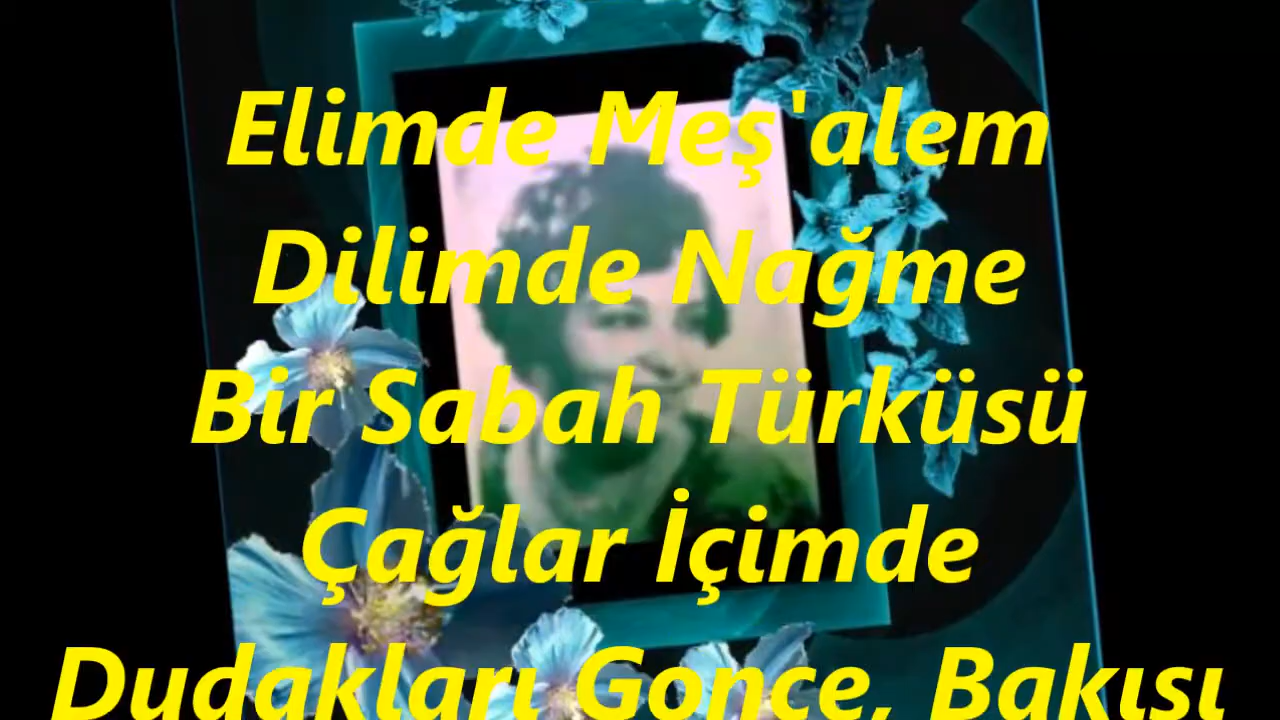 Elimde Meş'alem
Dilimde Nağme
Bir Sabah Türküsü
Çağlar İçimde
Dudakları Gonce, Bakışı